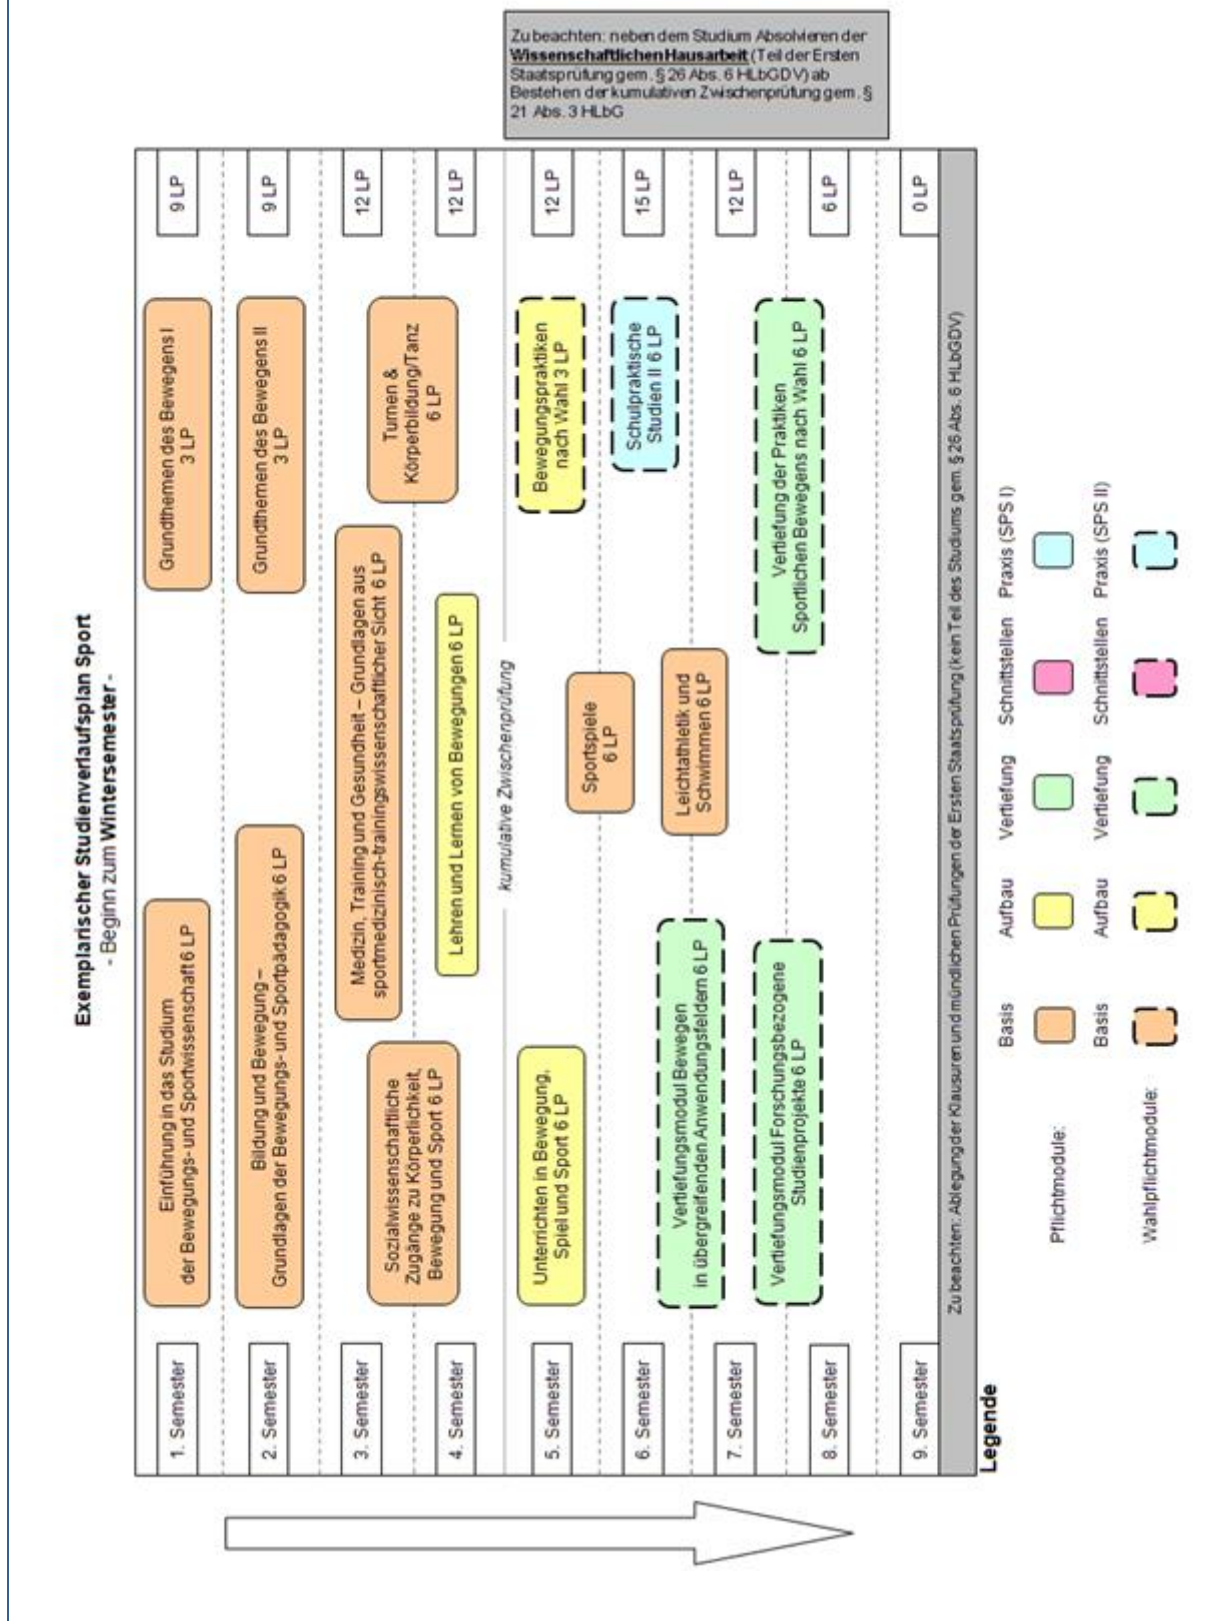 Zu beachten: neben dem Studium Absolvieren der
Wissenschaftlichen Hausarbeit (Teil der Ersten
Staatsprüfung gem. § 26 Abs. 6 HLbGDV) ab
Bestehen der kumulativen Zwischenprüfung gem. §
21 Abs. 3 HLbG
Exemplarischer Studienverlaufsplan Sport
- Beginn zum Wintersemester -
1. Semester
Einführung in das Studium
der Bewegungs- und Sportwissenschaft 6 LP
Grundthemen des Bewegens I
3 LP
9 LP
2. Semester
Bildung und Bewegung –
Grundlagen der Bewegungs- und Sportpädagogik 6 LP
Grundthemen des Bewegens II
3 LP
9 LP
3. Semester
Sozialwissenschaftliche
Zugänge zu Körperlichkeit,
Bewegung und Sport 6 LP
Medizin, Training und Gesundheit – Grundlagen aus
sportmedizinisch-trainingswissenschaftlicher Sicht 6 LP
Turnen &
Körperbildung/Tanz
6 LP
12 LP
4. Semester
Lehren und Lernen von Bewegungen 6 LP
12 LP
kumulative Zwischenprüfung
5. Semester
Unterrichten in Bewegung,
Spiel und Sport 6 LP
Sportspiele
6 LP
Bewegungspraktiken
nach Wahl 3 LP
12 LP
6. Semester
Vertiefungsmodul Bewegen
in übergreifenden Anwendungsfeldern 6 LP
Leichtathletik und
Schwimmen 6 LP
Schulpraktische
Studien II 6 LP
15 LP
7. Semester
Vertiefungsmodul Forschungsbezogene
Studienprojekte 6 LP
Vertiefung der Praktiken
Sportlichen Bewegens nach Wahl 6 LP
12 LP
8. Semester
6 LP
9. Semester
0 LP
Zu beachten: Ablegung der Klausuren und mündlichen Prüfungen der Ersten Staatsprüfung (kein Teil des Studiums gem. § 26 Abs. 6 HLbGDV)
Legende
Pflichtmodule:
Basis
Aufbau
Vertiefung
Schnittstellen
Praxis (SPS I)
Wahlpflichtmodule:
Basis
Aufbau
Vertiefung
Schnittstellen
Praxis (SPS II)